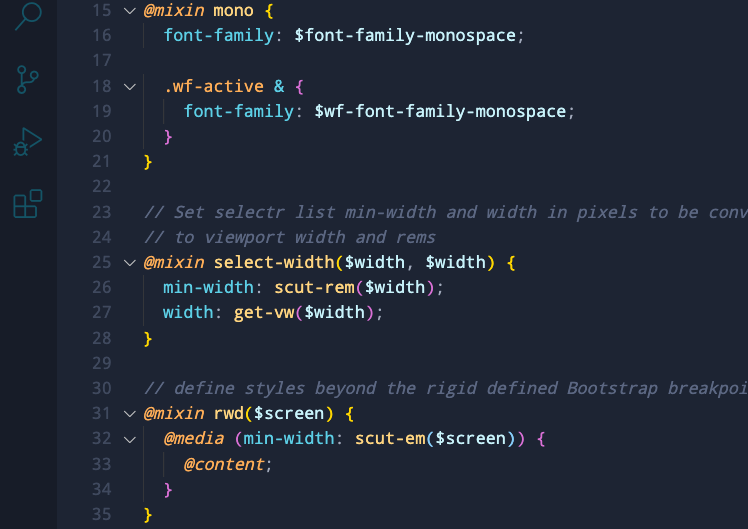 15 @mixin mono {
16 font-family: $font-family-monospace;
17
18 .wf-active & {
19 font-family: $wf-font-family-monospace;
20 }
21 }
22
23 // Set selectr list min-width and width in pixels to be conv
24 // to viewport width and rems
25 @mixin select-width($width, $width) {
26 min-width: scut-rem($width);
27 width: get-vw($width);
28 }
29
30 // define styles beyond the rigid defined Bootstrap breakpoi
31 @mixin rwd($screen) {
32 @media (min-width: scut-em($screen)) {
33 @content;
34 }
35 }